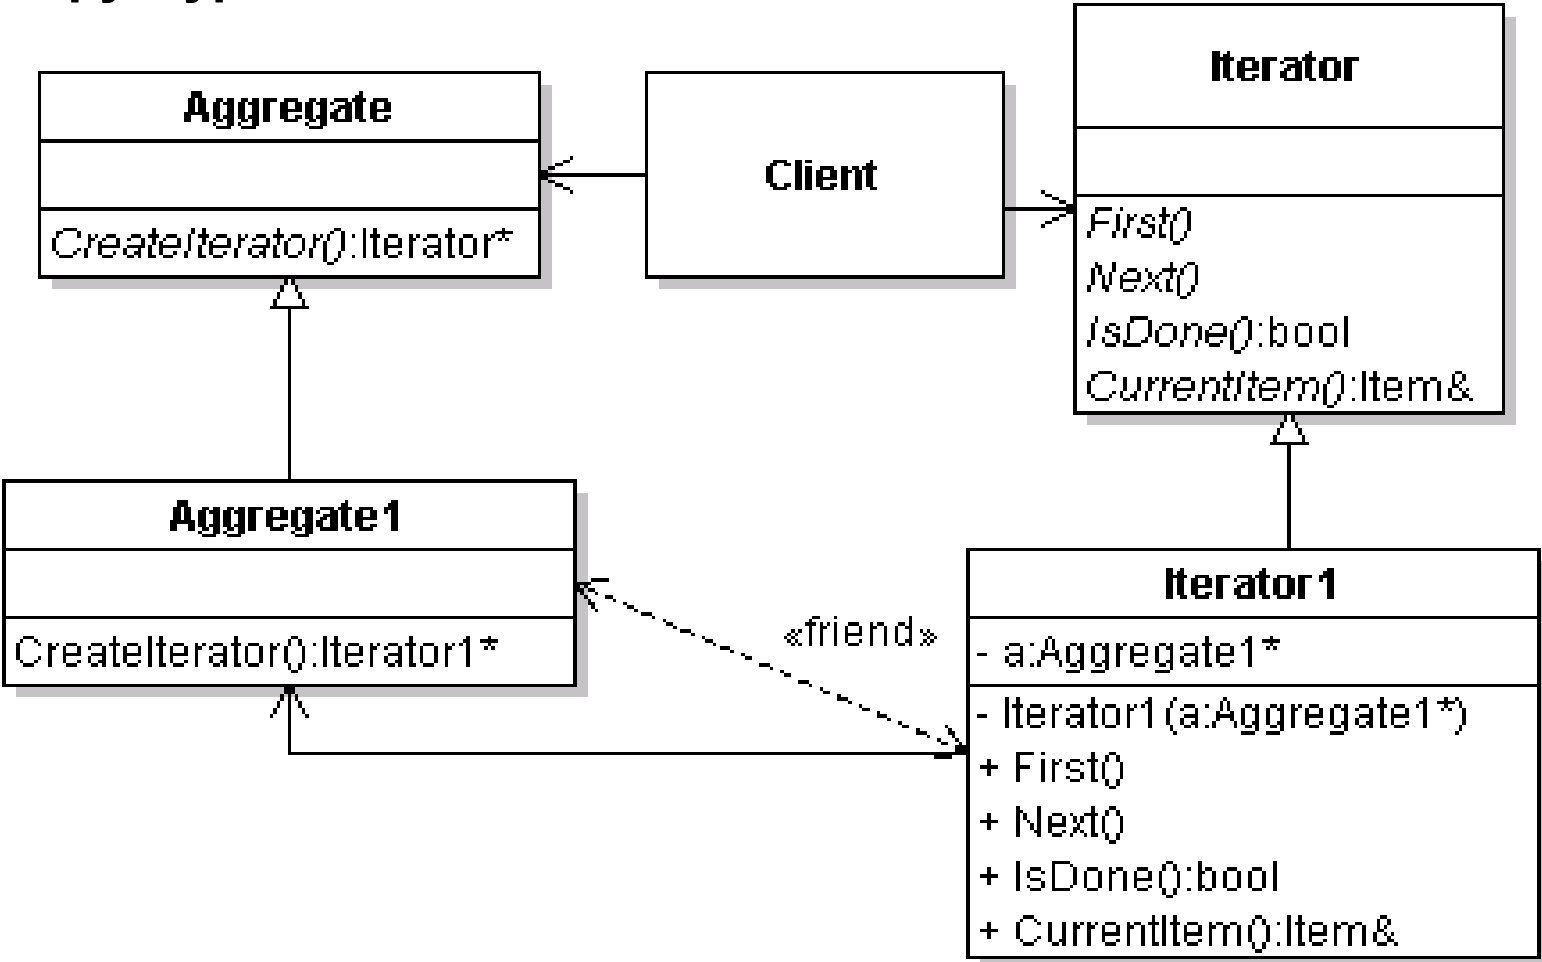 Aggregate
CreateIterator():Iterator*
Client
Iterator
First()
Next()
IsDone():bool
CurrentItem():Item&
Aggregate1
CreateIterator():Iterator1*
«friend»
Iterator1
- a:Aggregate1*
- Iterator1(a:Aggregate1*)
+ First()
+ Next()
+ IsDone():bool
+ CurrentItem():Item&